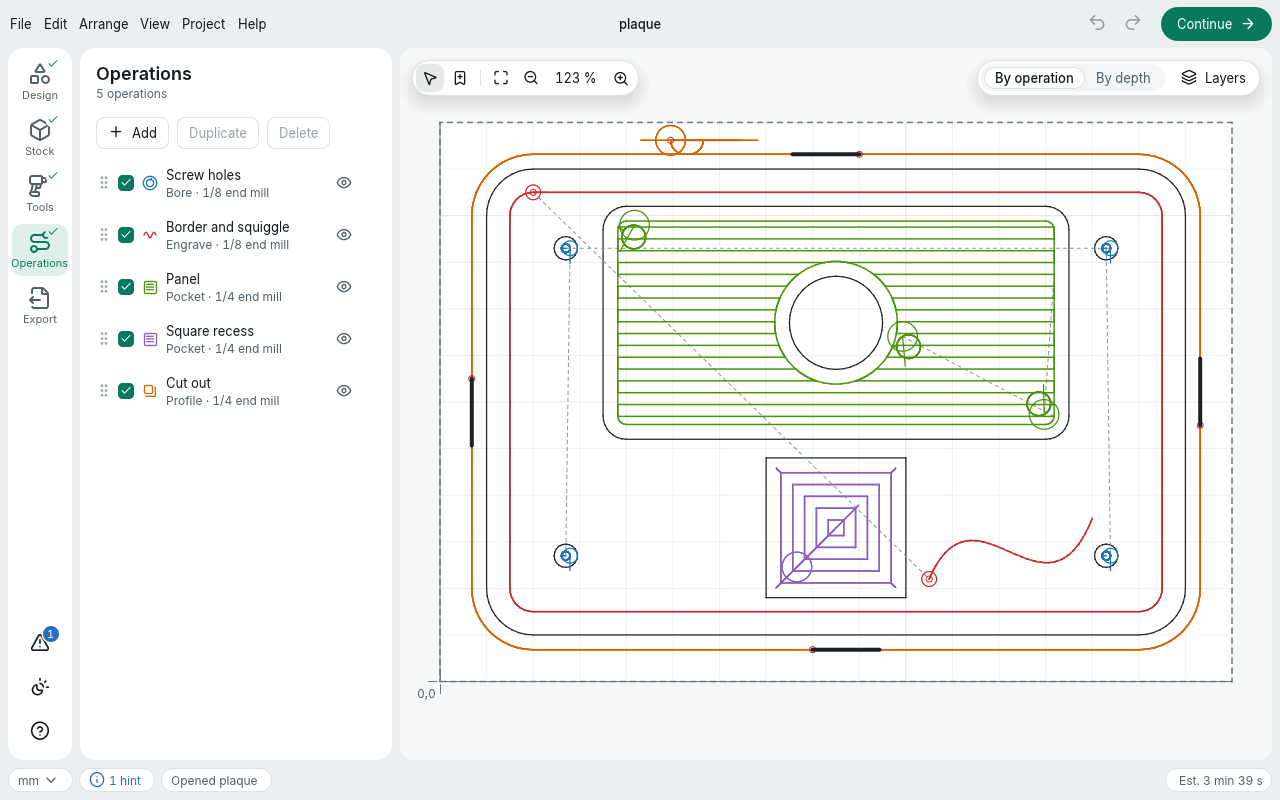 File Edit Arrange View Project Help
plaque
Continue
Design
Stock
Tools
Operations
Export
1
Operations
5 operations
Add Duplicate Delete
Screw holes
Bore · 1/8 end mill
Border and squiggle
Engrave · 1/8 end mill
Panel
Pocket · 1/4 end mill
Square recess
Pocket · 1/4 end mill
Cut out
Profile · 1/4 end mill
123 %
By operation By depth Layers
0,0
mm
1 hint
Opened plaque
Est. 3 min 39 s